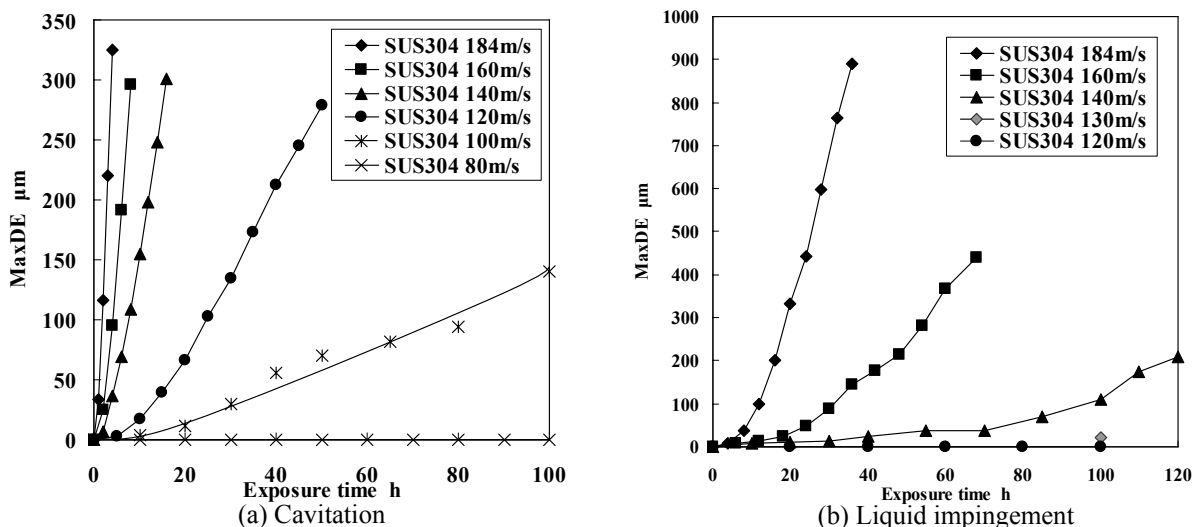 350
300
250
200
150
100
50
0
MaxDE µm
SUS304 184m/s
SUS304 160m/s
SUS304 140m/s
SUS304 120m/s
SUS304 100m/s
SUS304 80m/s
0 20 40 60 80 100
Exposure time h
(a) Cavitation
1000
900
800
700
600
500
400
300
200
100
0
MaxDE µm
SUS304 184m/s
SUS304 160m/s
SUS304 140m/s
SUS304 130m/s
SUS304 120m/s
0 20 40 60 80 100 120
Exposure time h
(b) Liquid impingement